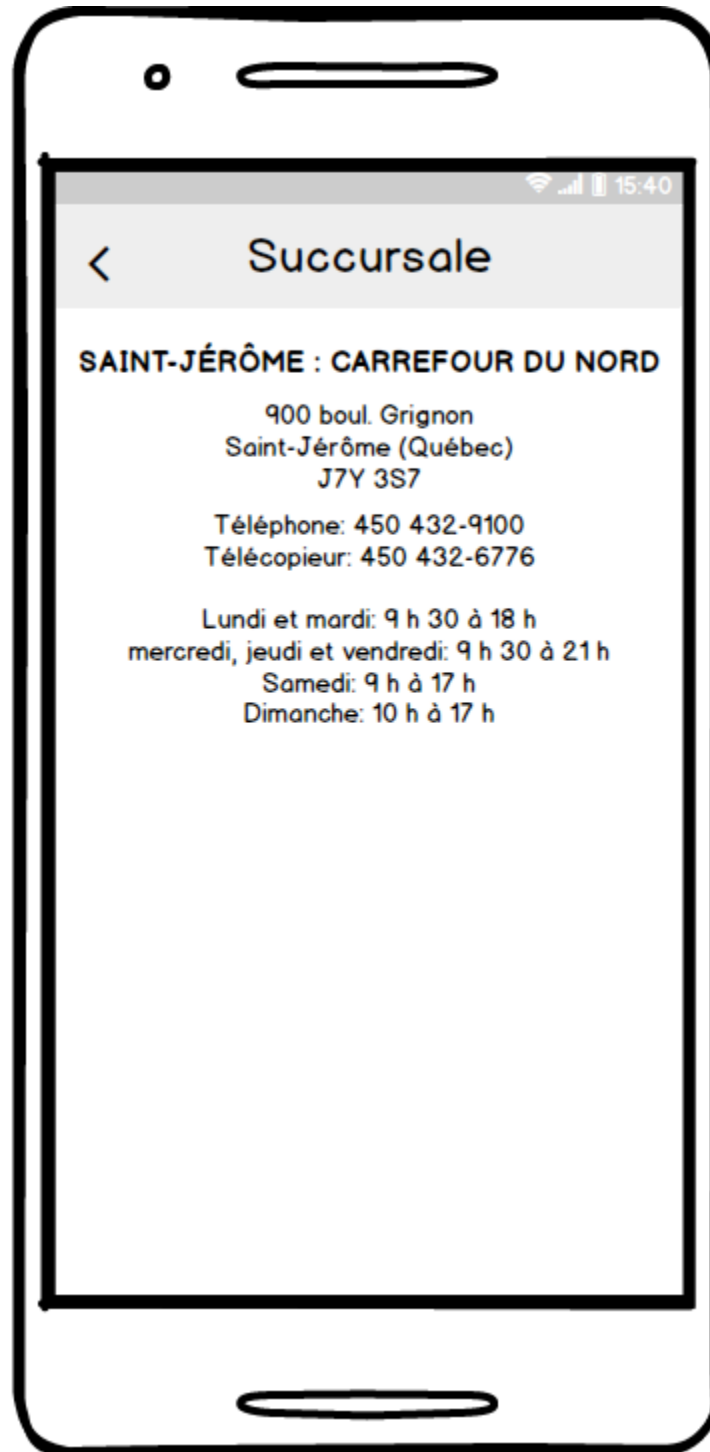 15:40
Succursale
SAINT-JÉRÔME : CARREFOUR DU NORD
900 boul. Grignon
Saint-Jérôme (Québec)
J7Y 3S7
Téléphone: 450 432-9100
Télécopieur: 450 432-6776
Lundi et mardi: 9 h 30 à 18 h
mercredi, jeudi et vendredi: 9 h 30 à 21 h
Samedi: 9 h à 17 h
Dimanche: 10 h à 17 h